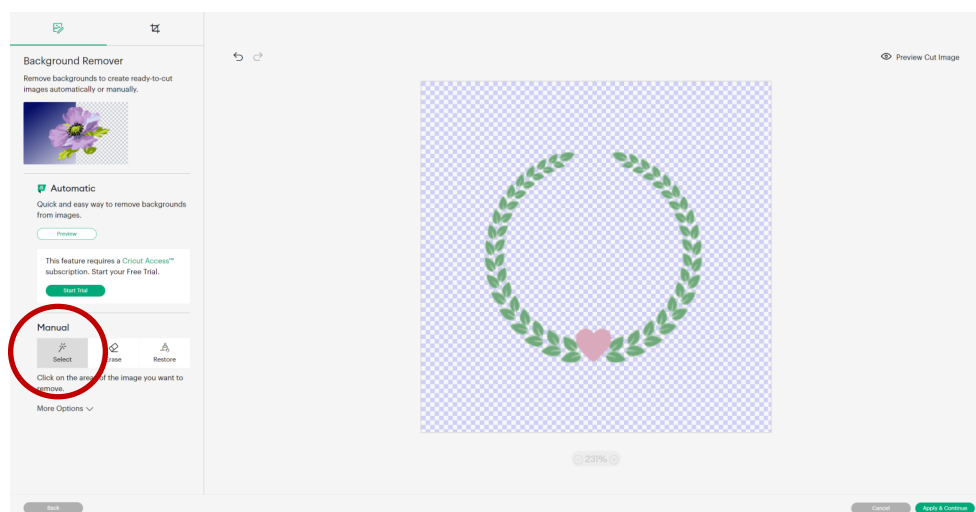 Background Remover
Remove backgrounds to create ready-to-cut
images automatically or manually.
Automatic
Quick and easy way to remove backgrounds
from images.
Preview
This feature requires a Cricut Access™
subscription. Start your Free Trial.
Start Trial
Manual
Select
Erase
Restore
Click on the areas of the image you want to
remove.
More Options
Back
Preview Cut Image
237%
Cancel
Apply & Continue